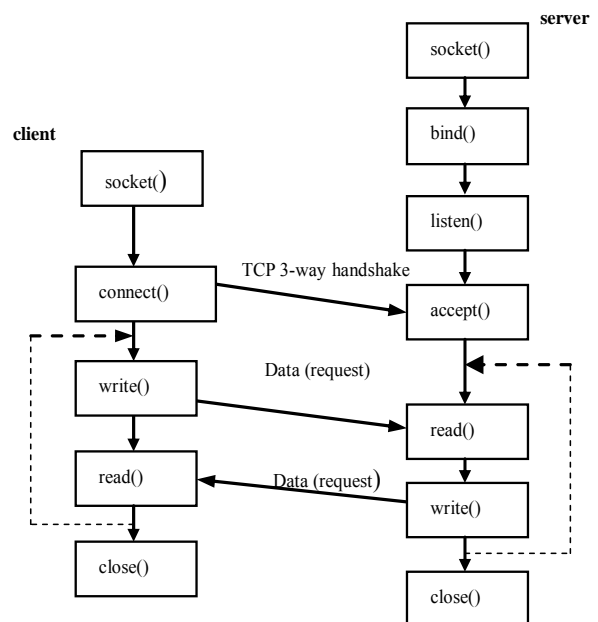 server
socket()
bind()
client
socket()
listen()
TCP 3-way handshake
connect()
accept()
Data (request)
write()
read()
read()
Data (request)
write()
close()
close()